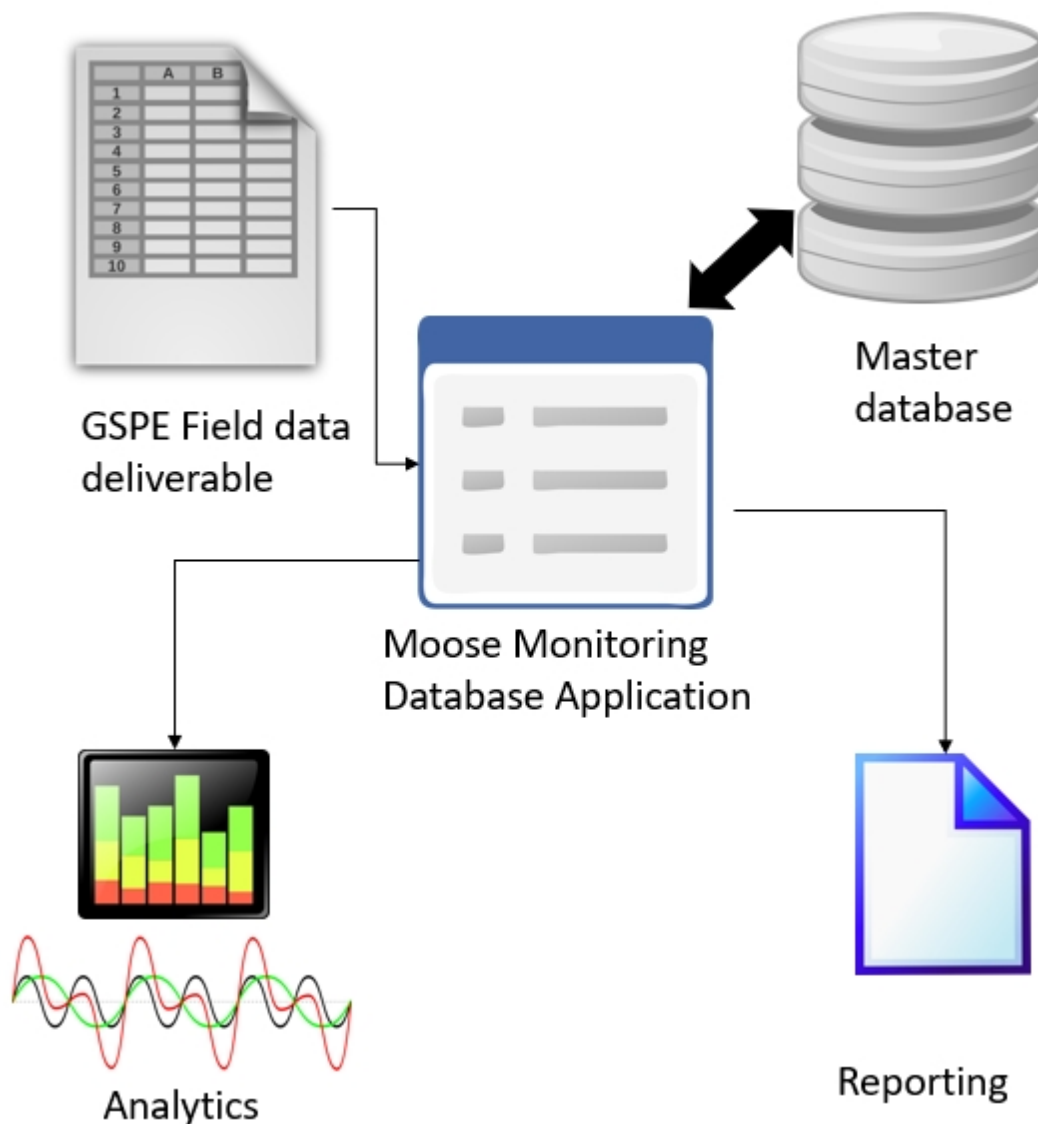 A B
1
2
3
4
5
6
7
8
9
10
GSPE Field data
deliverable
Master
database
Moose Monitoring
Database Application
Analytics
Reporting